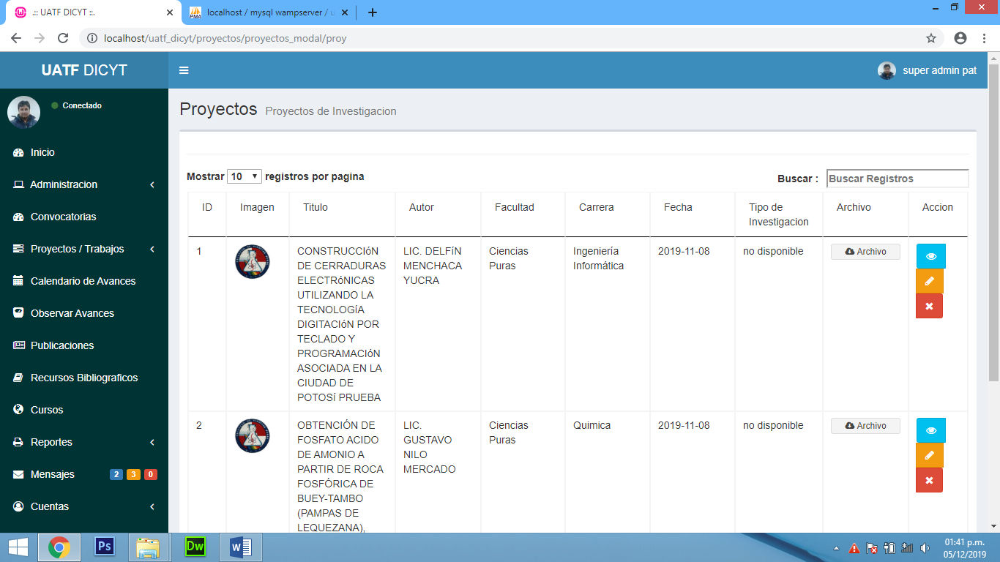 .:: UATF DICYT ::.
localhost / mysql wampserver / u
localhost/uatf_dicyt/proyectos/proyectos_modal/proy
UATF DICYT
super admin pat
Conectado
Inicio
Administracion
Convocatorias
Proyectos / Trabajos
Calendario de Avances
Observar Avances
Publicaciones
Recursos Bibliograficos
Cursos
Reportes
Mensajes 2 3 0
Cuentas
Proyectos Proyectos de Investigacion
Mostrar 10 registros por pagina
Buscar : Buscar Registros
ID Imagen Titulo Autor Facultad Carrera Fecha Tipo de Investigacion Archivo Accion
1
CONSTRUCCIóN
DE CERRADURAS
ELECTRóNICAS
UTILIZANDO LA
TECNOLOGíA
DIGITACIóN POR
TECLADO Y
PROGRAMACIóN
ASOCIADA EN LA
CIUDAD DE
POTOSí PRUEBA
LIC. DELFíN
MENCHACA
YUCRA
Ciencias
Puras
Ingeniería
Informática
2019-11-08
no disponible
Archivo
2
OBTENCIÓN DE
FOSFATO ACIDO
DE AMONIO A
PARTIR DE ROCA
FOSFÓRICA DE
BUEY-TAMBO
(PAMPAS DE
LEQUEZANA),
LIC.
GUSTAVO
NILO
MERCADO
Ciencias
Puras
Quimica
2019-11-08
no disponible
Archivo
Ps
Dw
W
01:41 p.m.
05/12/2019